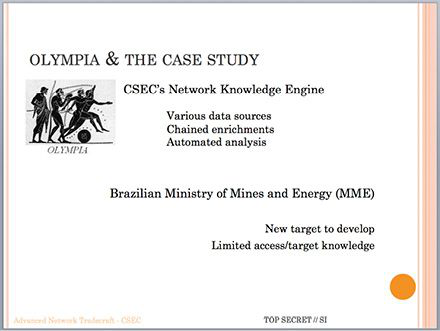 OLYMPIA & THE CASE STUDY
CSEC's Network Knowledge Engine
Various data sources
Chained enrichments
Automated analysis
OLYMPIA
Brazilian Ministry of Mines and Energy (MME)
New target to develop
Limited access/target knowledge
Advanced Network Tradecraft - CSEC
TOP SECRET // SI